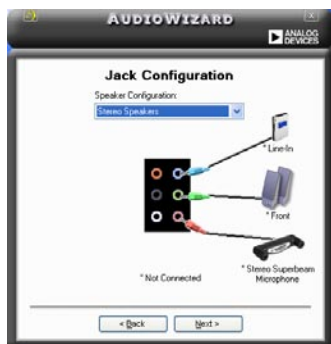 AUDIOWIZARD
ANALOG
DEVICES
Jack Configuration
Speaker Configuration:
Stereo Speakers
* Line-In
* Front
* Not Connected
* Stereo Superbeam
Microphone
< Back
Next >